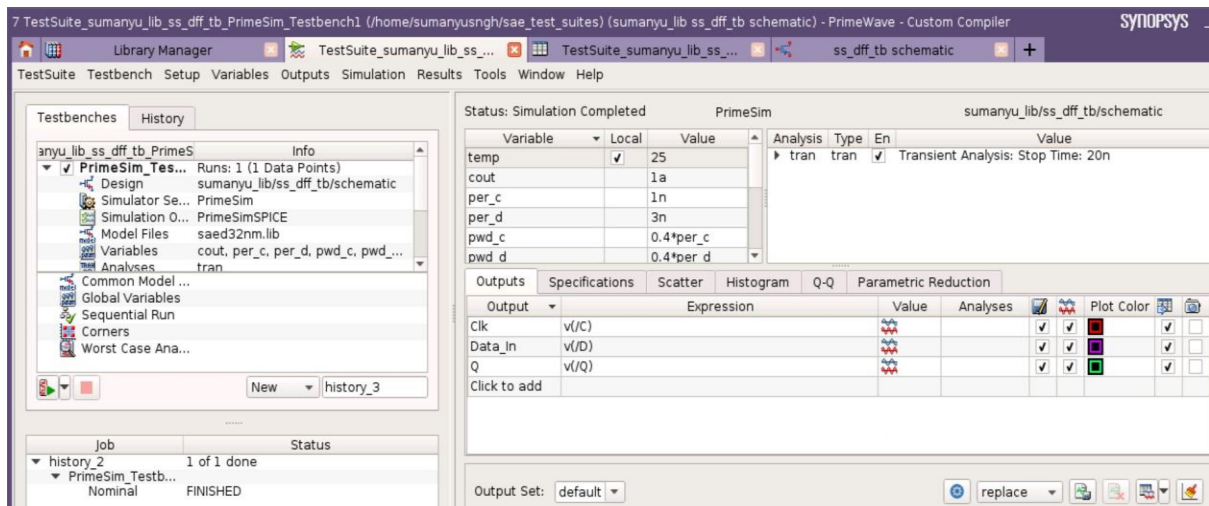 7 TestSuite_sumanyu_lib_ss_dff_tb_PrimeSim_Testbench1 (/home/sumanyusngh/sae_test_suites) (sumanyu_lib ss_dff_tb schematic) - PrimeWave - Custom Compiler
SYNOPSYS
Library Manager TestSuite_sumanyu_lib_ss_... TestSuite_sumanyu_lib_ss_... ss_dff_tb schematic
TestSuite Testbench Setup Variables Outputs Simulation Results Tools Window Help
Testbenches History
anyu_lib_ss_dff_tb_PrimeS Info
PrimeSim_Tes... Runs: 1 (1 Data Points)
Design sumanyu_lib/ss_dff_tb/schematic
Simulator Se... PrimeSim
Simulation O... PrimeSimSPICE
Model Files saed32nm.lib
Variables cout, per_c, per_d, pwd_c, pwd_...
Analyses tran
Common Model ...
Global Variables
Sequential Run
Corners
Worst Case Ana...
New history_3
Job Status
history_2 1 of 1 done
PrimeSim_Testb...
Nominal FINISHED
Status: Simulation Completed PrimeSim sumanyu_lib/ss_dff_tb/schematic
Variable Local Value
temp 25
cout 1a
per_c 1n
per_d 3n
pwd_c 0.4*per_c
pwd_d 0.4*per_d
Analysis Type En Value
tran tran Transient Analysis: Stop Time: 20n
Outputs Specifications Scatter Histogram Q-Q Parametric Reduction
Output Expression Value Analyses Plot Color
Clk v(/C)
Data_In v(/D)
Q v(/Q)
Click to add
Output Set: default replace